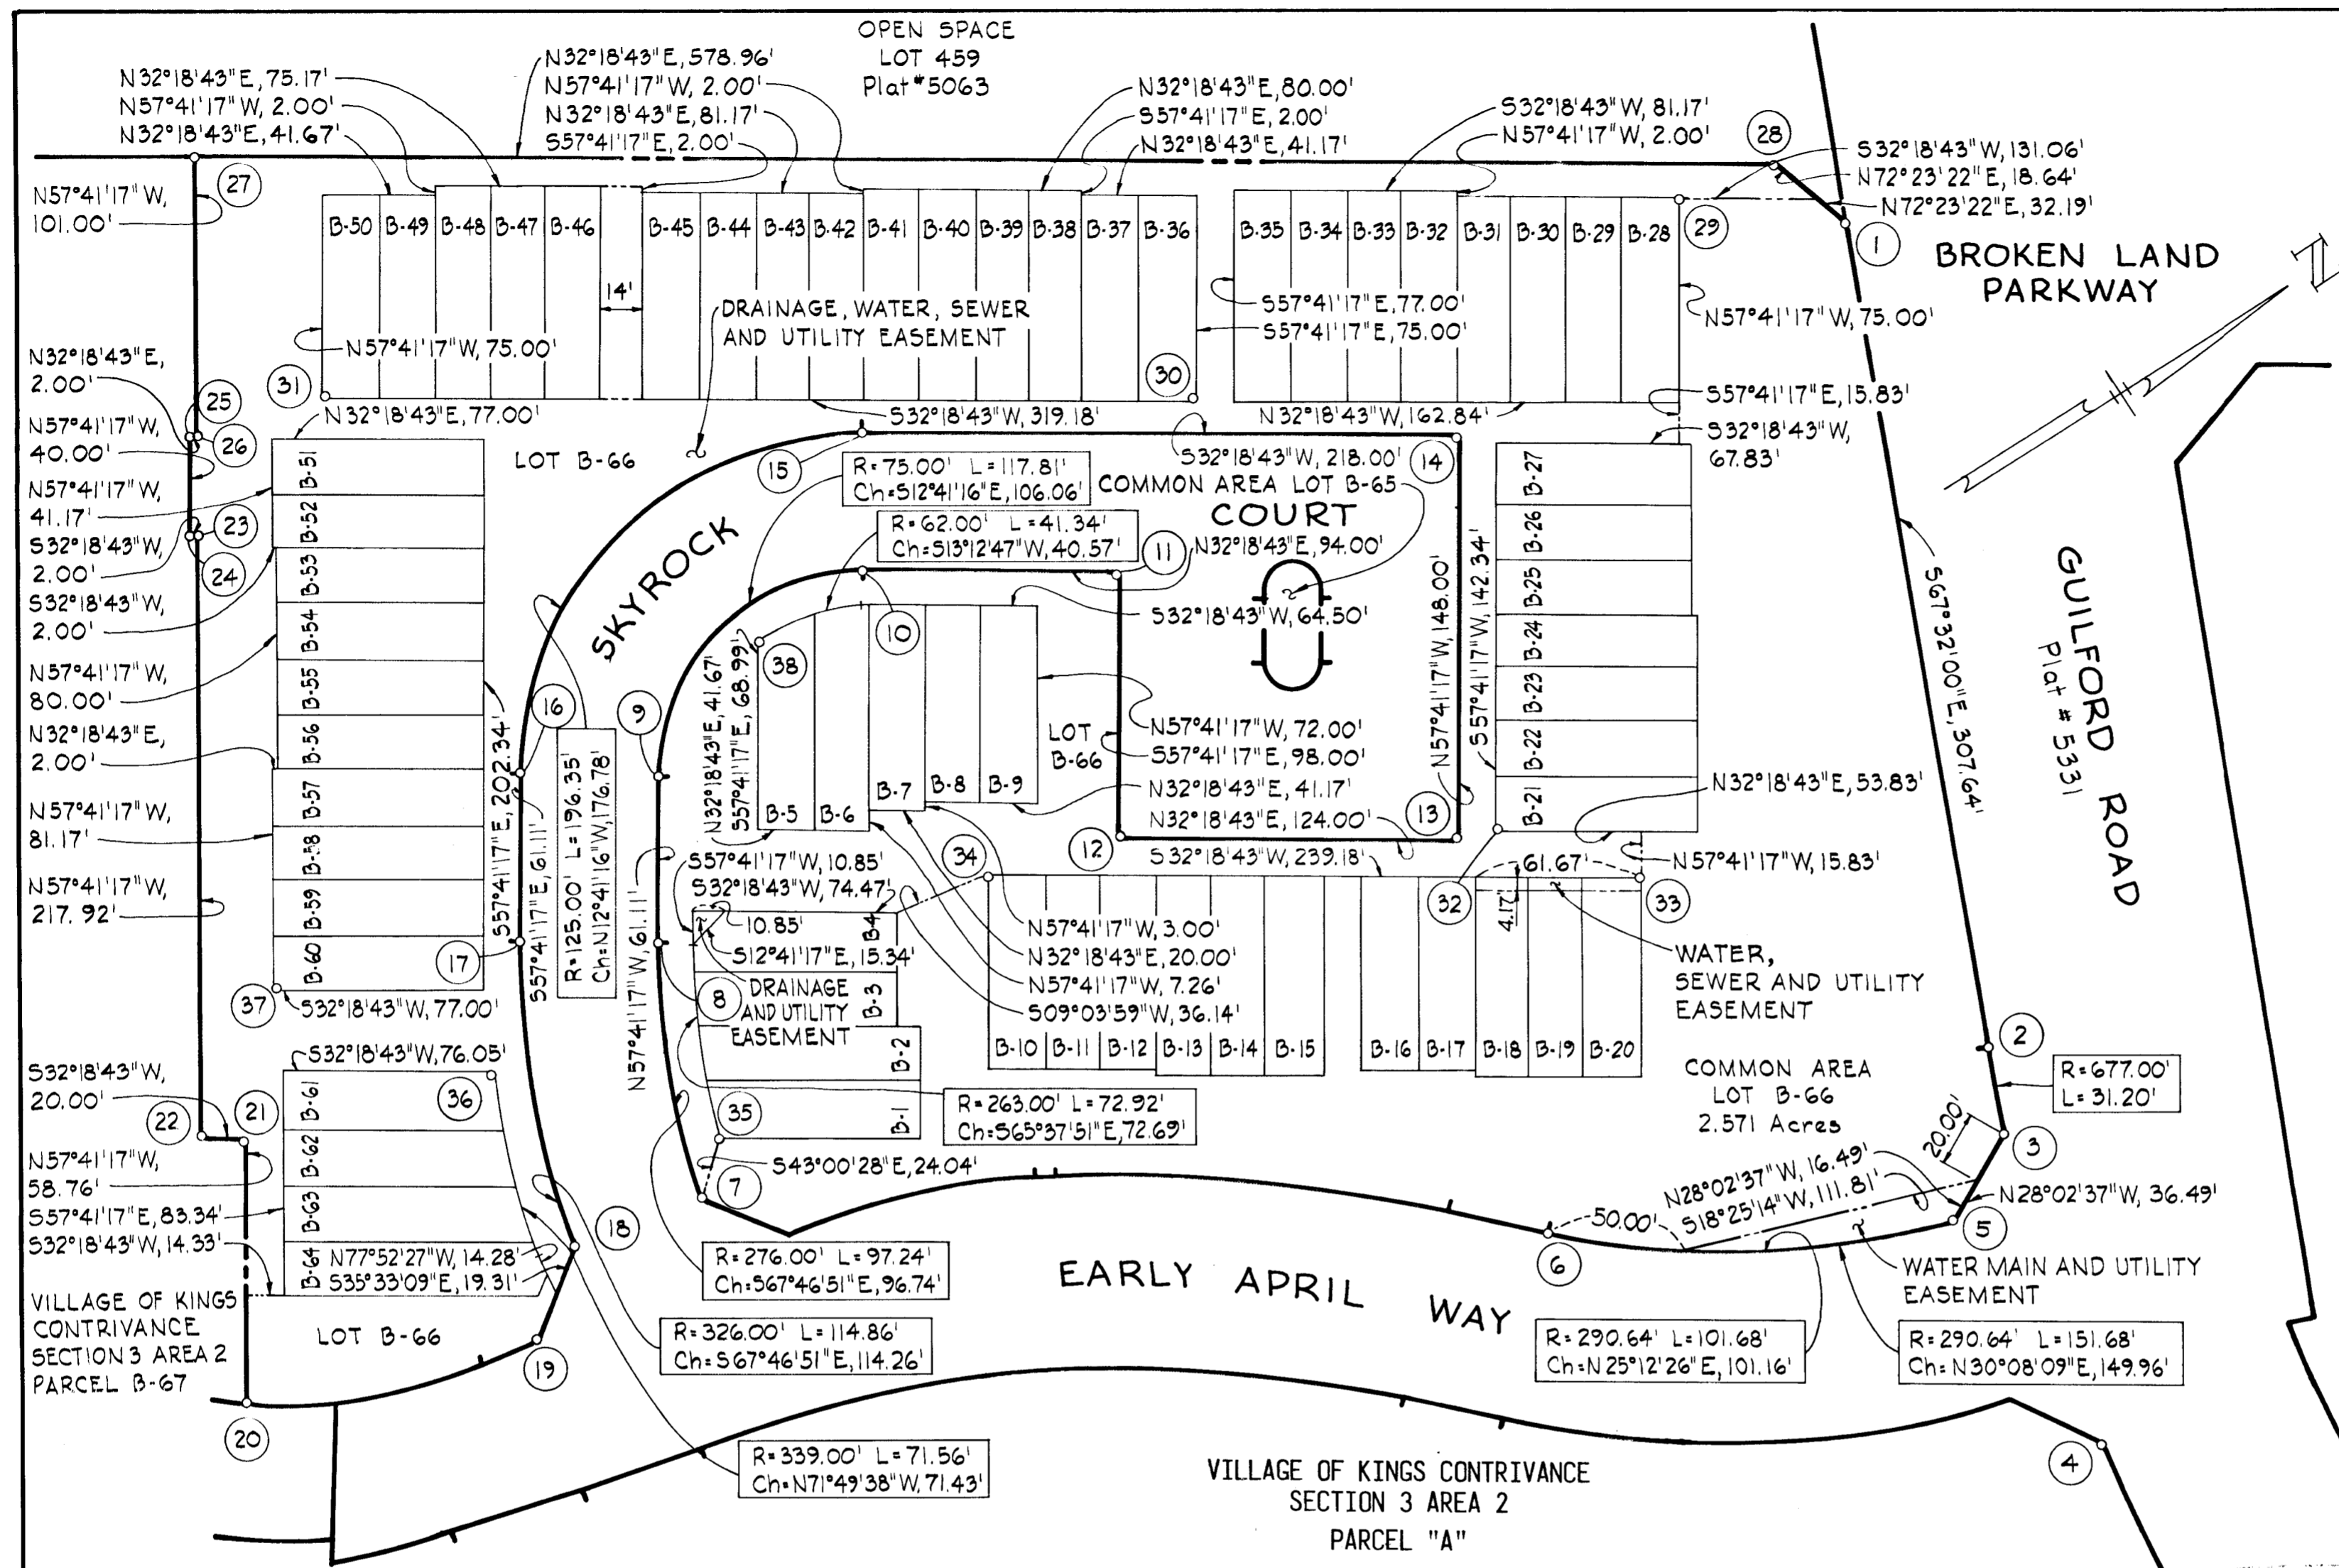 OPEN SPACE
LOT 459
Plat #5063
N32°18'43"E, 75.17'
N57°41'17"W, 2.00'
N32°18'43"E, 41.67'
N32°18'43"E, 578.96'
N57°41'17"W, 2.00'
N32°18'43"E, 81.17'
S57°41'17"E, 2.00'
N32°18'43"E, 80.00'
S57°41'17"E, 2.00'
N32°18'43"E, 41.17'
S32°18'43"W, 81.17'
N57°41'17"W, 2.00'
28
S32°18'43"W, 131.06'
N72°23'22"E, 18.64'
N72°23'22"E, 32.19'
1
BROKEN LAND
PARKWAY
N
27
N57°41'17"W,
101.00'
B-50 B-49 B-48 B-47 B-46 B-45 B-44 B-43 B-42 B-41 B-40 B-39 B-38 B-37 B-36 B-35 B-34 B-33 B-32 B-31 B-30 B-29 B-28
29
14'
DRAINAGE, WATER, SEWER
AND UTILITY EASEMENT
S57°41'17"E, 77.00'
S57°41'17"E, 75.00'
N57°41'17"W, 75.00'
N57°41'17"W, 75.00'
31
30
N32°18'43"E,
2.00'
25
26
N57°41'17"W,
40.00'
N57°41'17"W,
41.17'
S32°18'43"W,
2.00'
23
24
S32°18'43"W,
2.00'
N57°41'17"W,
80.00'
N32°18'43"E,
2.00'
N57°41'17"W,
81.17'
N57°41'17"W,
217.92'
N32°18'43"E, 77.00'
S32°18'43"W, 319.18'
N32°18'43"W, 162.84'
S57°41'17"E, 15.83'
S32°18'43"W,
67.83'
LOT B-66
15
S32°18'43"W, 218.00'
14
R=75.00' L=117.81'
Ch=S12°41'16"E, 106.06'
COMMON AREA LOT B-65
SKYROCK
COURT
R=62.00' L=41.34'
Ch=S13°12'47"W, 40.57'
11
N32°18'43"E, 94.00'
S32°18'43"W, 64.50'
B-51
B-52
B-53
B-54
B-55
B-56
B-57
B-58
B-59
B-60
B-27
B-26
B-25
B-24
B-23
B-22
B-21
S67°32'00"E, 307.64'
GUILFORD ROAD
Plat # 5331
10
38
N32°18'43"E, 41.67'
S57°41'17"E, 68.99'
16
9
S57°41'17"E, 202.34'
S57°41'17"E, 61.11'
R=125.00' L=196.35'
Ch=N12°41'16"W, 176.78'
N57°41'17"W, 61.11'
B-5 B-6 B-7 B-8 B-9
LOT
B-66
N57°41'17"W, 72.00'
S57°41'17"E, 98.00'
N32°18'43"E, 41.17'
N32°18'43"E, 124.00'
N57°41'17"W, 148.00'
S57°41'17"W, 142.34'
N32°18'43"E, 53.83'
13
12
34
S32°18'43"W, 239.18'
61.67'
N57°41'17"W, 15.83'
32
33
4.17'
S57°41'17"W, 10.85'
S32°18'43"W, 74.47'
10.85'
S12°41'17"E, 15.34'
B-4
B-3
B-2
B-1
N57°41'17"W, 3.00'
N32°18'43"E, 20.00'
N57°41'17"W, 7.26'
S09°03'59"W, 36.14'
17
8
DRAINAGE
AND UTILITY
EASEMENT
B-10 B-11 B-12 B-13 B-14 B-15 B-16 B-17 B-18 B-19 B-20
WATER,
SEWER AND UTILITY
EASEMENT
37
S32°18'43"W, 77.00'
2
S32°18'43"W, 76.05'
COMMON AREA
LOT B-66
2.571 Acres
R=677.00'
L=31.20'
S32°18'43"W,
20.00'
22
21
36
35
R=263.00' L=72.92'
Ch=S65°37'51"E, 72.69'
S43°00'28"E, 24.04'
7
20.00'
3
N28°02'37"W, 16.49'
S18°25'14"W, 111.81'
N28°02'37"W, 36.49'
5
50.00'
6
B-61
B-62
B-63
B-64
N57°41'17"W,
58.76'
S57°41'17"E, 83.34'
S32°18'43"W, 14.33'
N77°52'27"W, 14.28'
S35°33'09"E, 19.31'
18
R=276.00' L=97.24'
Ch=S67°46'51"E, 96.74'
EARLY APRIL WAY
WATER MAIN AND UTILITY
EASEMENT
VILLAGE OF KINGS
CONTRIVANCE
SECTION 3 AREA 2
PARCEL B-67
LOT B-66
19
R=326.00' L=114.86'
Ch=S67°46'51"E, 114.26'
R=290.64' L=101.68'
Ch=N25°12'26"E, 101.16'
R=290.64' L=151.68'
Ch=N30°08'09"E, 149.96'
20
R=339.00' L=71.56'
Ch=N71°49'38"W, 71.43'
4
VILLAGE OF KINGS CONTRIVANCE
SECTION 3 AREA 2
PARCEL "A"